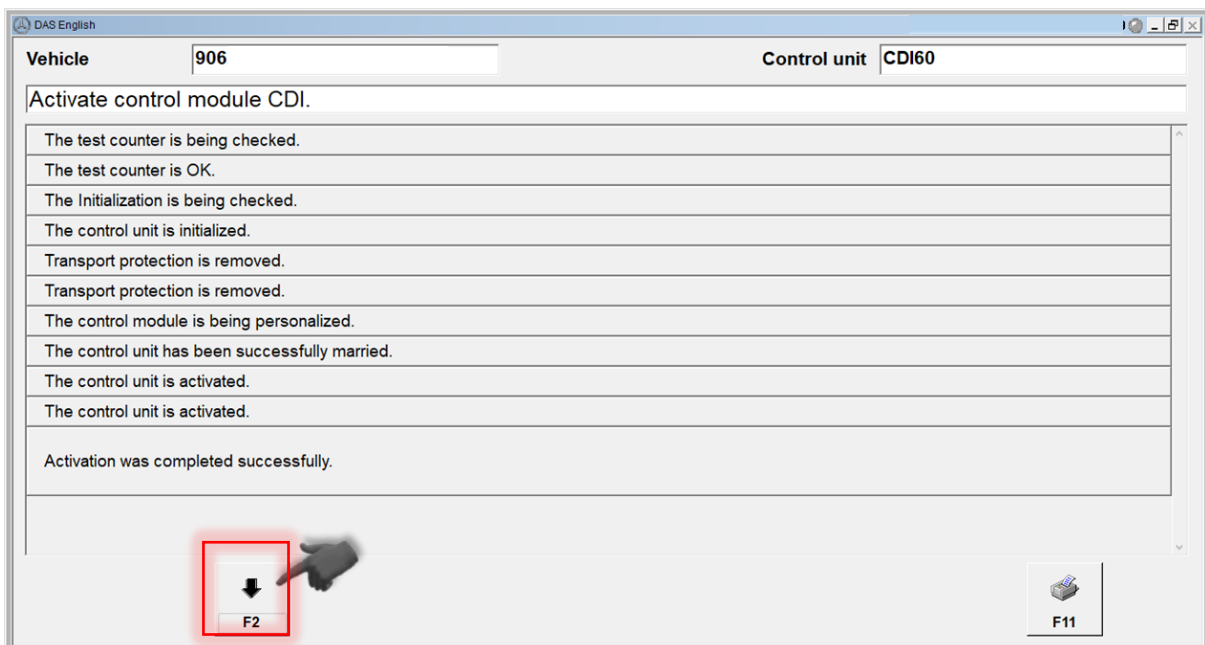 DAS English
Vehicle 906 Control unit CDI60
Activate control module CDI.
The test counter is being checked.
The test counter is OK.
The Initialization is being checked.
The control unit is initialized.
Transport protection is removed.
Transport protection is removed.
The control module is being personalized.
The control unit has been successfully married.
The control unit is activated.
The control unit is activated.
Activation was completed successfully.
F2 F11